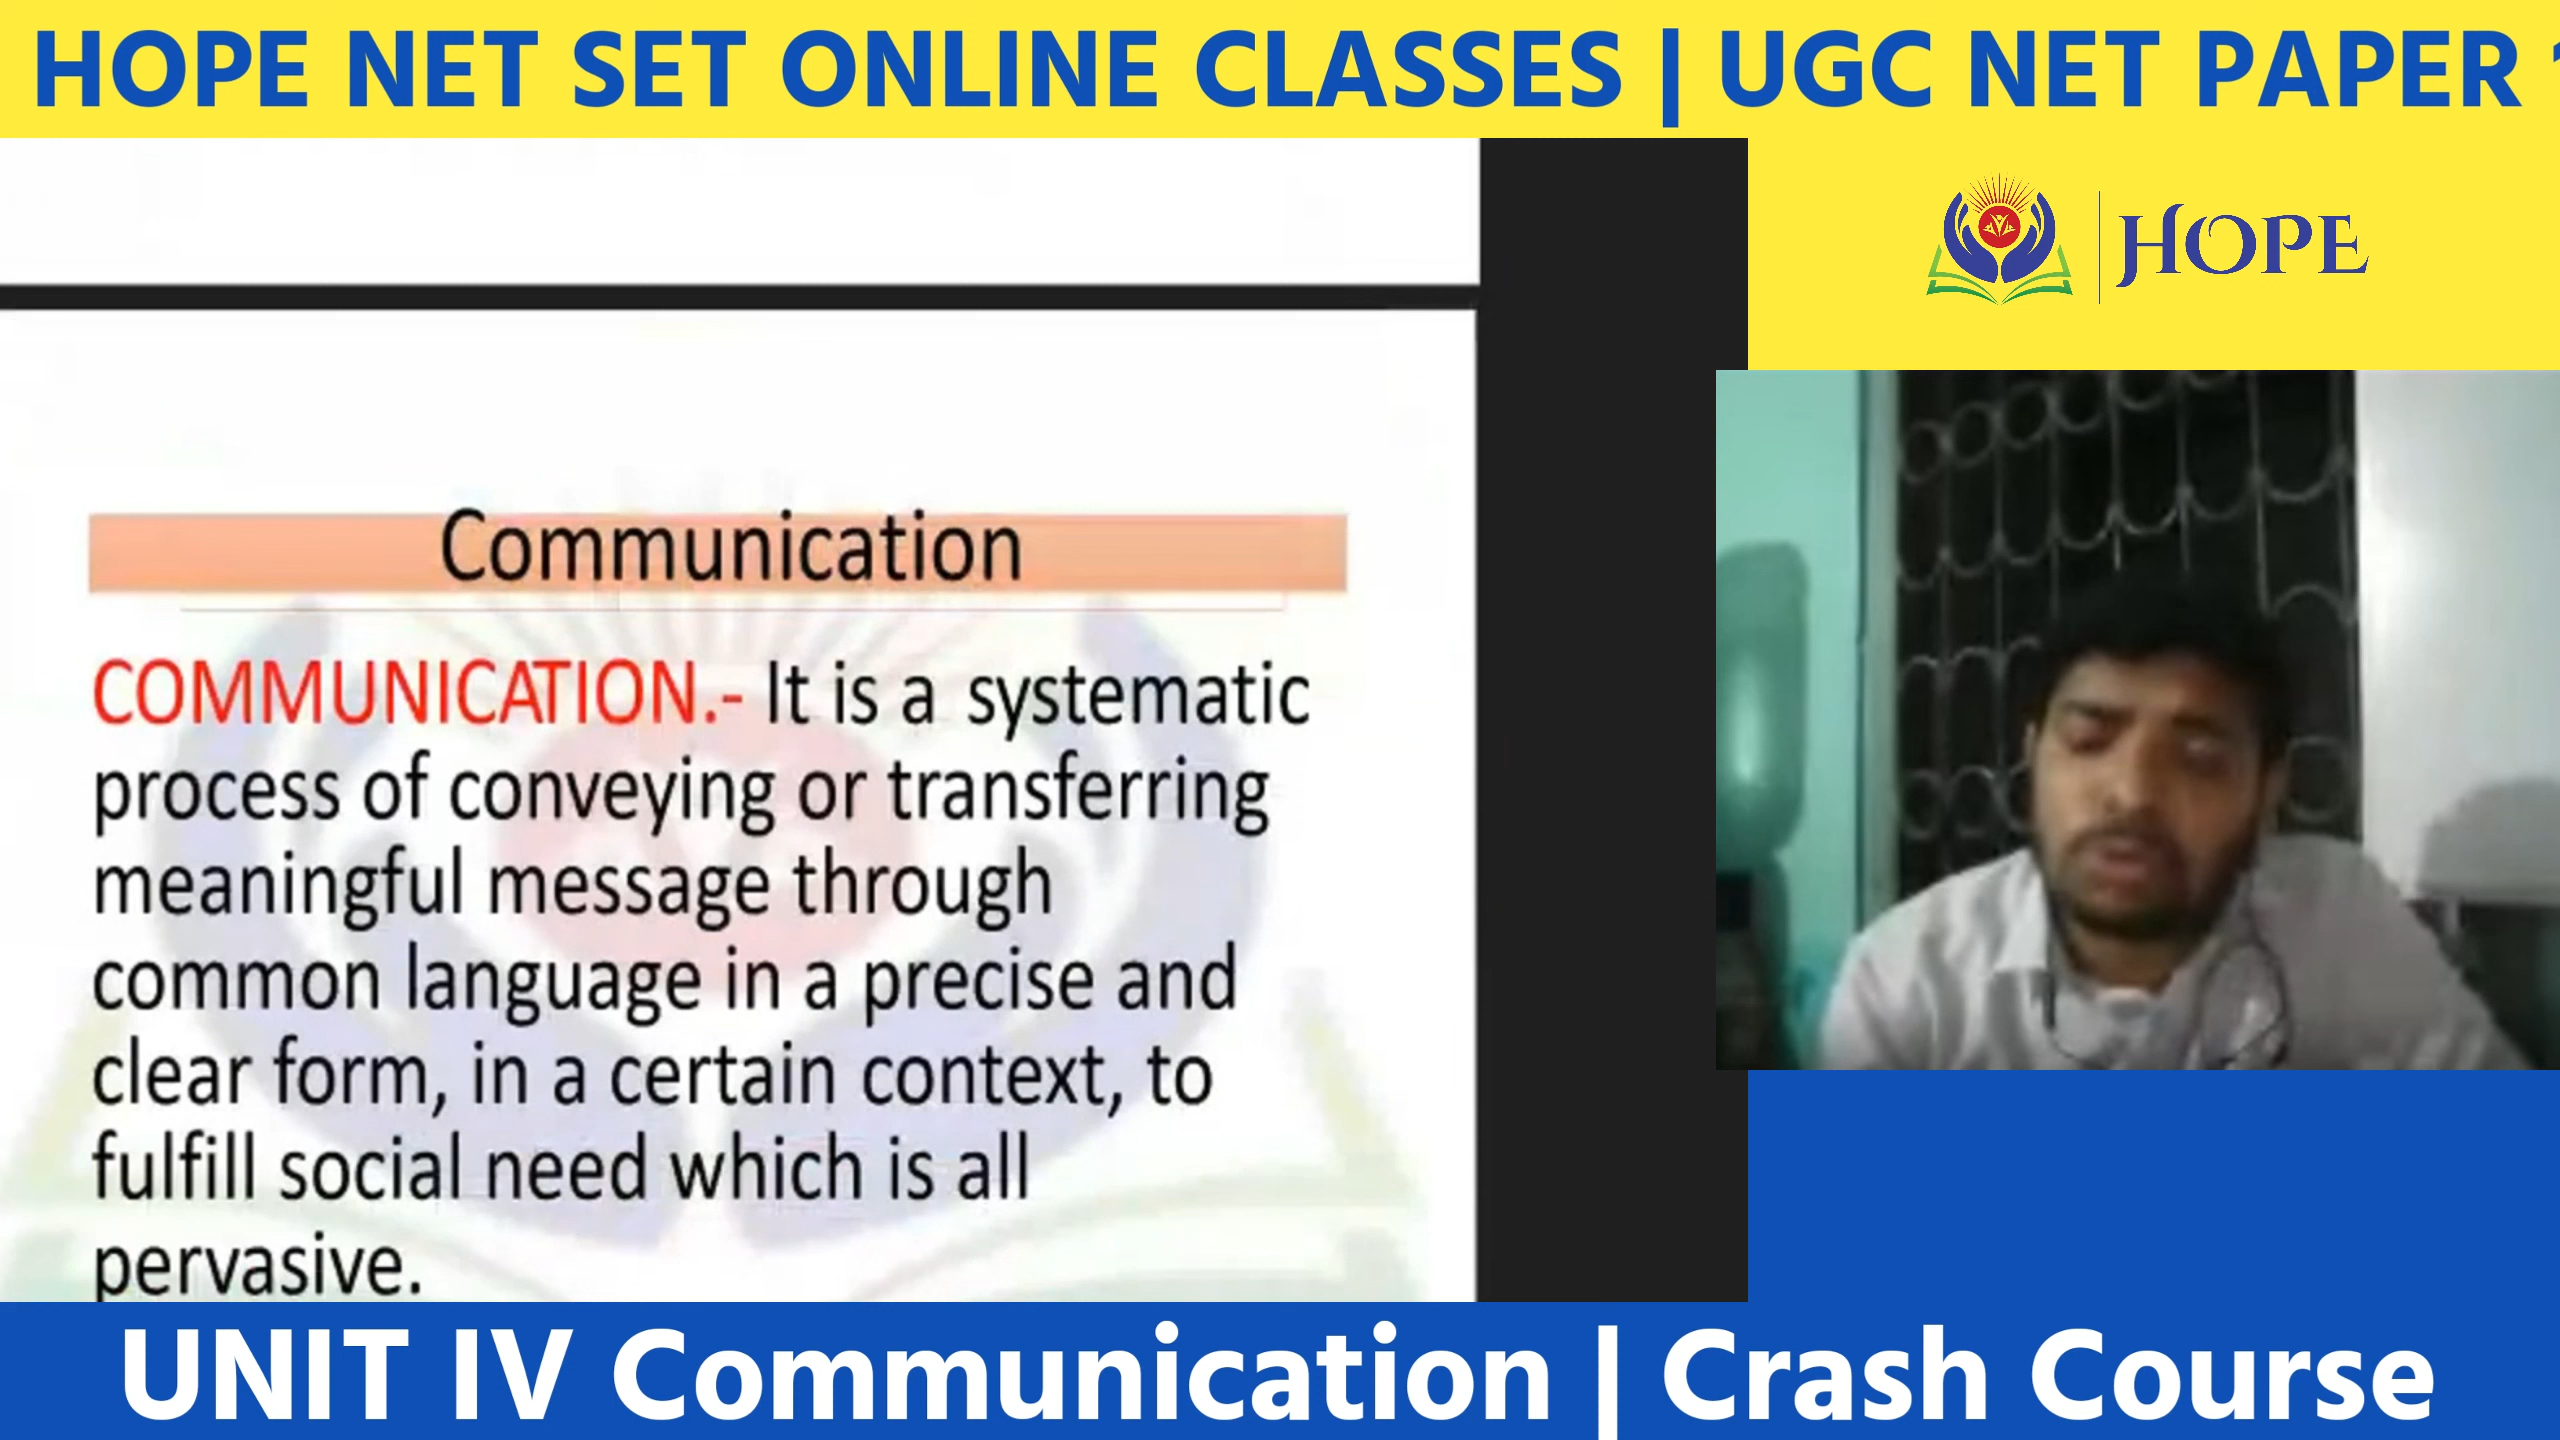 HOPE NET SET ONLINE CLASSES | UGC NET PAPER
HOPE
Communication
COMMUNICATION.- It is a systematic
process of conveying or transferring
meaningful message through
common language in a precise and
clear form, in a certain context, to
fulfill social need which is all
pervasive.
UNIT IV Communication | Crash Course